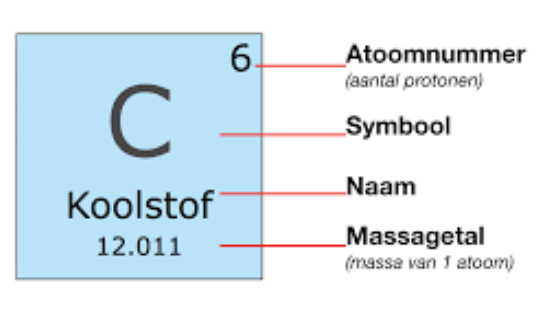 6
C
Koolstof
12.011
Atoomnummer
(aantal protonen)
Symbool
Naam
Massagetal
(massa van 1 atoom)